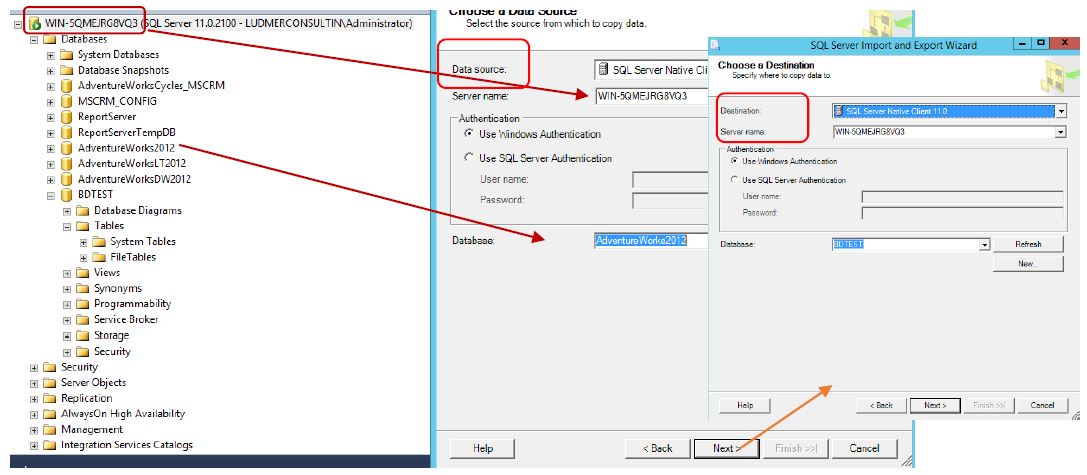 WIN-5QMEJRG8VQ3 (SQL Server 11.0.2100 - LUDMERCONSULTIN\Administrator)
Databases
System Databases
Database Snapshots
AdventureWorksCycles_MSCRM
MSCRM_CONFIG
ReportServer
ReportServerTempDB
AdventureWorks2012
AdventureWorksLT2012
AdventureWorksDW2012
BDTEST
Database Diagrams
Tables
System Tables
FileTables
Views
Synonyms
Programmability
Service Broker
Storage
Security
Security
Server Objects
Replication
AlwaysOn High Availability
Management
Integration Services Catalogs
Choose a Data Source
Select the source from which to copy data.
Data source:
SQL Server Native Cli
Server name:
WIN-5QMEJRG8VQ3
Authentication
Use Windows Authentication
Use SQL Server Authentication
User name:
Password:
Database:
AdventureWorks2012
Help
< Back
Next >
Finish >>|
Cancel
SQL Server Import and Export Wizard
Choose a Destination
Specify where to copy data to.
Destination:
SQL Server Native Client 11.0
Server name:
WIN-5QMEJRG8VQ3
Authentication
Use Windows Authentication
Use SQL Server Authentication
User name:
Password:
Database:
BDTEST
Refresh
New...
Help
< Back
Next >
Finish >>|
Cancel